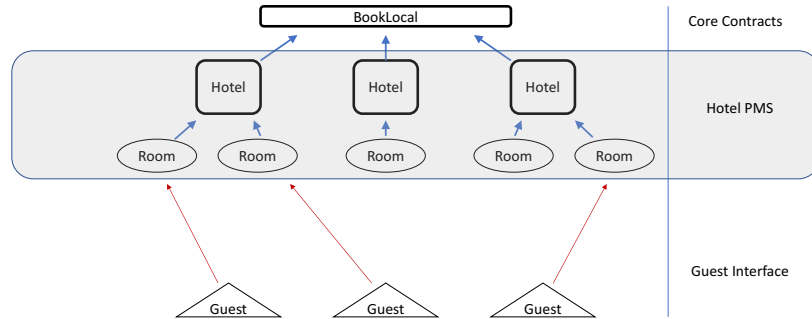 BookLocal
Core Contracts
Hotel
Hotel
Hotel
Hotel PMS
Room
Room
Room
Room
Room
Guest Interface
Guest
Guest
Guest